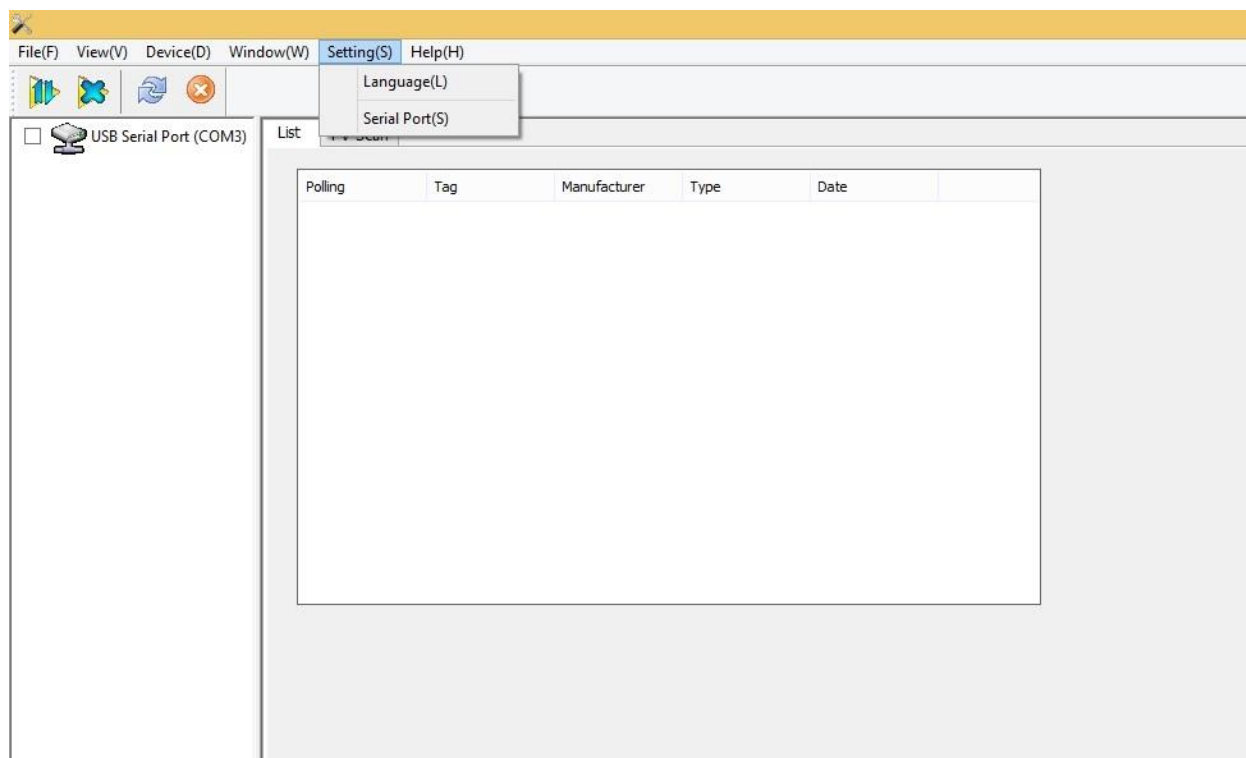 File(F) View(V) Device(D) Window(W) Setting(S) Help(H)
Language(L)
Serial Port(S)
USB Serial Port (COM3)
List
Polling Tag Manufacturer Type Date